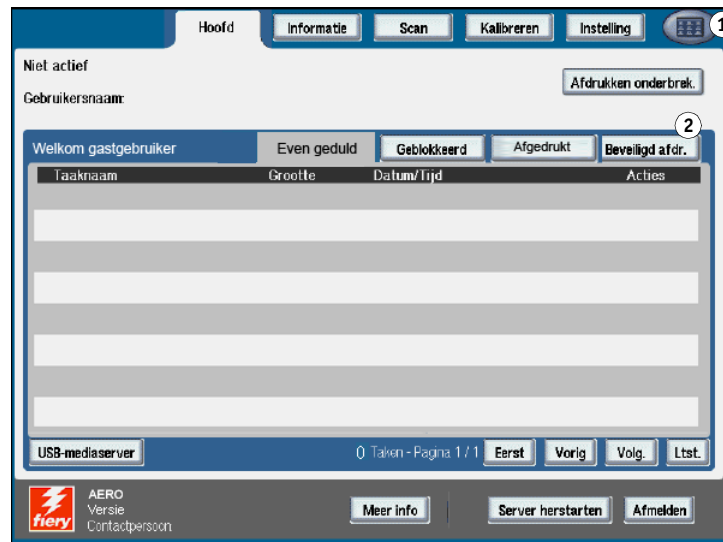 Hoofd Informatie Scan Kalibreren Instelling 1
Niet actief
Afdrukken onderbrek.
Gebruikersnaam:
2
Welkom gastgebruiker Even geduld Geblokkeerd Afgedrukt Beveiligd afdr.
Taaknaam Grootte Datum/Tijd Acties
USB-mediaserver 0 Taken - Pagina 1 / 1 Eerst Vorig Volg. Ltst.
fiery
AERO
Versie
Contactpersoon
Meer info Server herstarten Afmelden